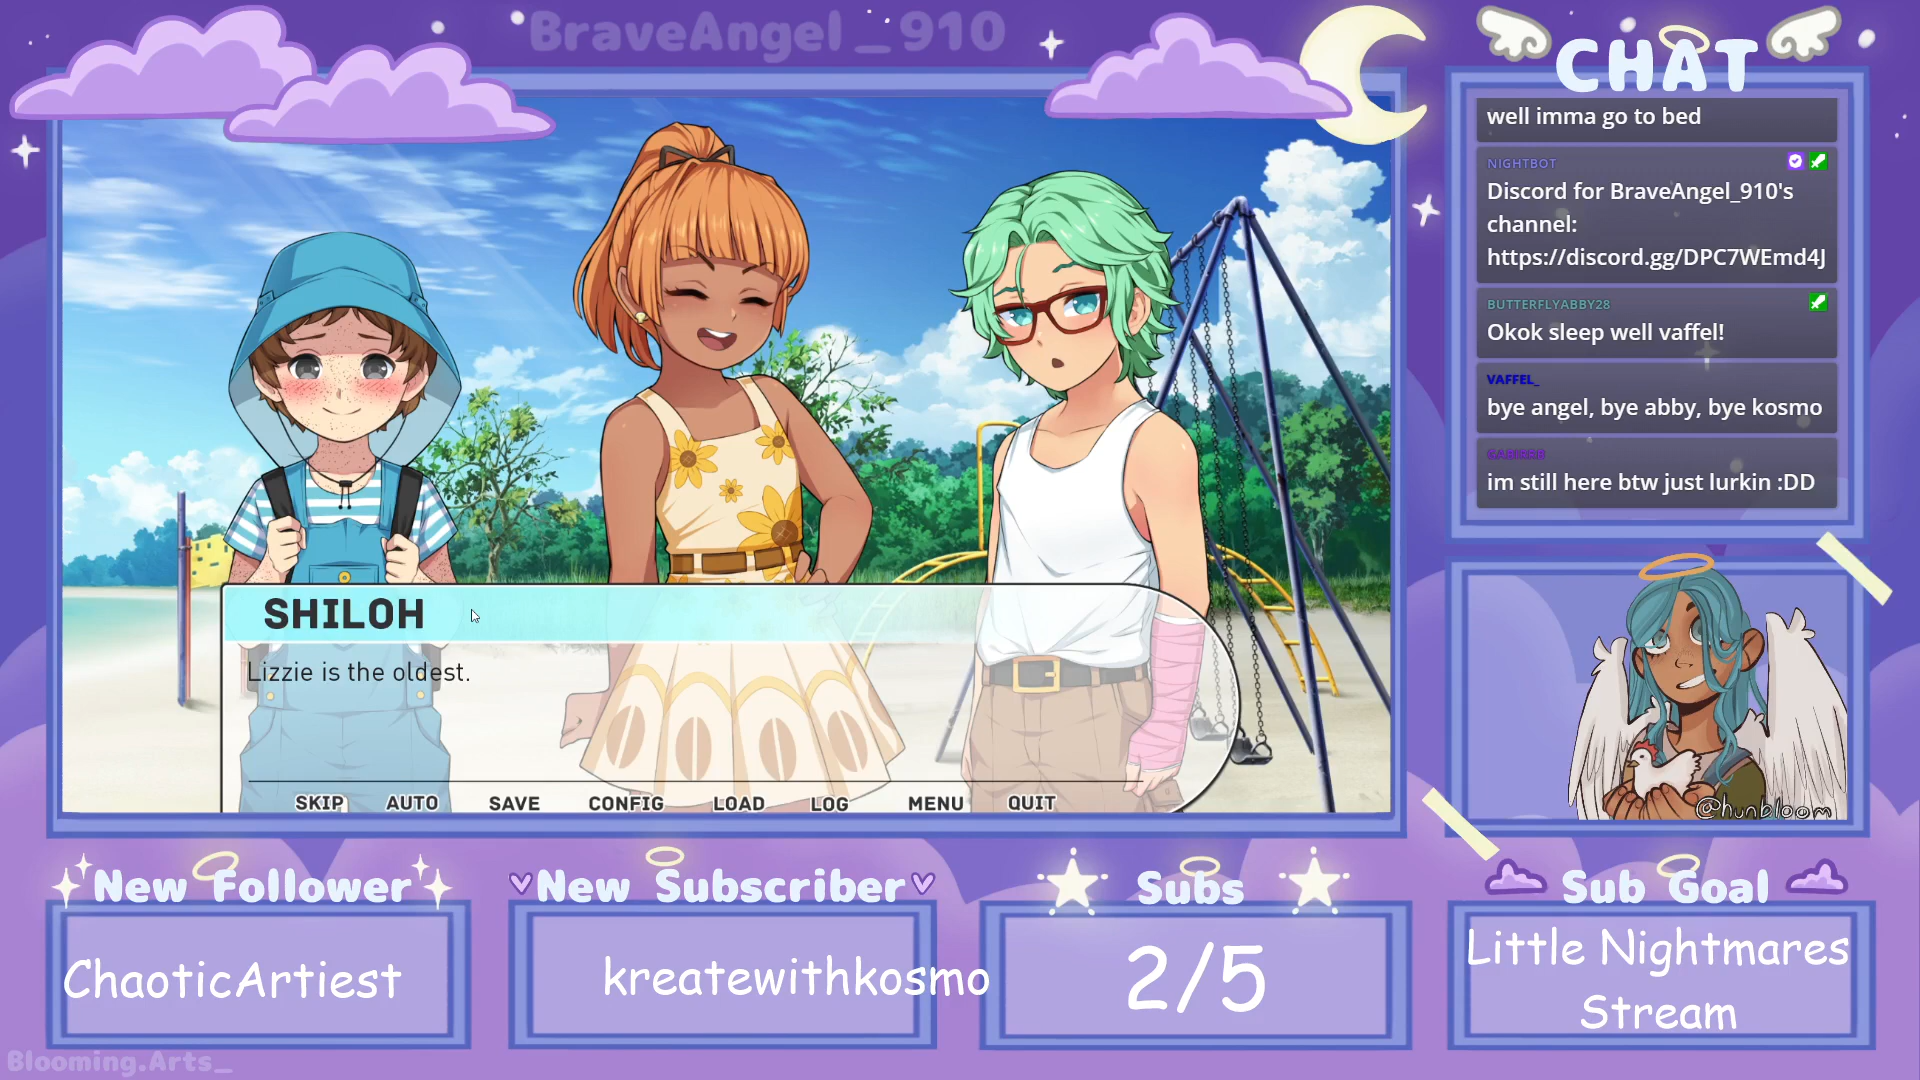 BraveAngel_910
CHAT
well imma go to bed
NIGHTBOT
Discord for BraveAngel_910's
channel:
https://discord.gg/DPC7WEmd4J
BUTTERFLYABBY28
Okok sleep well vaffel!
VAFFEL_
bye angel, bye abby, bye kosmo
GABIRRB
im still here btw just lurkin :DD
SHILOH
Lizzie is the oldest.
SKIP AUTO SAVE CONFIG LOAD LOG MENU QUIT
@hunbloom
New Follower
ChaoticArtiest
New Subscriber
kreatewithkosmo
Subs
2/5
Sub Goal
Little Nightmares
Stream
Blooming.Arts_